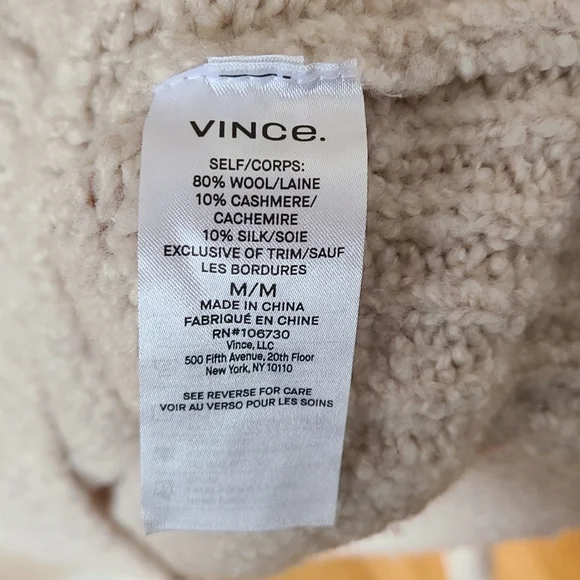 VINCe.
SELF/CORPS:
80% WOOL/LAINE
10% CASHMERE/
CACHEMIRE
10% SILK/SOIE
EXCLUSIVE OF TRIM/SAUF
LES BORDURES
M/M
MADE IN CHINA
FABRIQUÉ EN CHINE
RN#106730
Vince, LLC
500 Fifth Avenue, 20th Floor
New York, NY 10110
SEE REVERSE FOR CARE
VOIR AU VERSO POUR LES SOINS